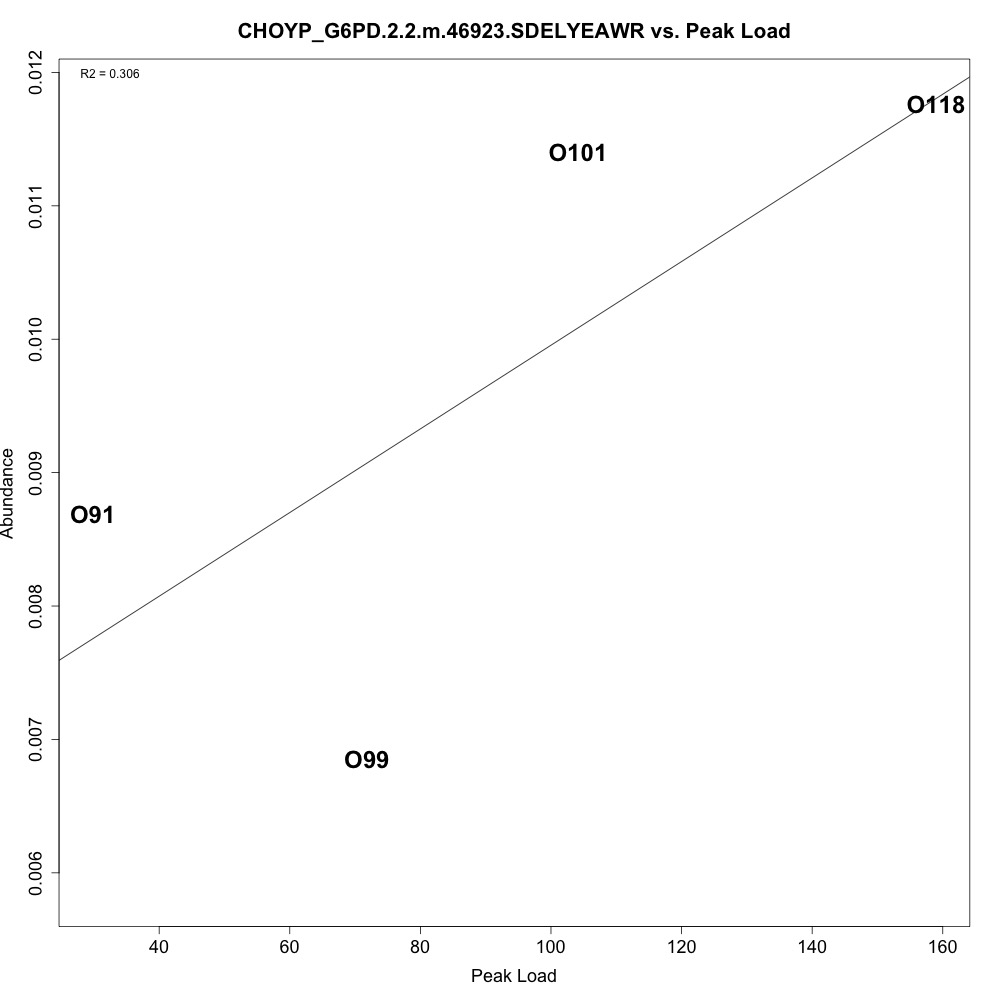 CHOYP_G6PD.2.2.m.46923.SDELYEAWR vs. Peak Load
R2 = 0.306
0.012
0.011
0.010
0.009
0.008
0.007
0.006
Abundance
O118
O101
O91
O99
40 60 80 100 120 140 160
Peak Load